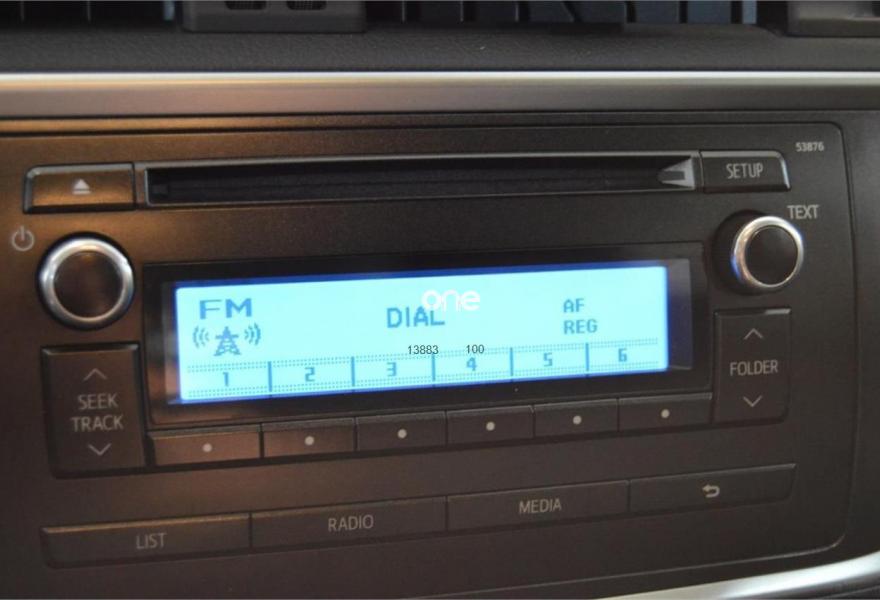 53876
SETUP
TEXT
FM
DIAL
one
AF
REG
13883 100
1 2 3 4 5 6
SEEK
TRACK
FOLDER
LIST
RADIO
MEDIA